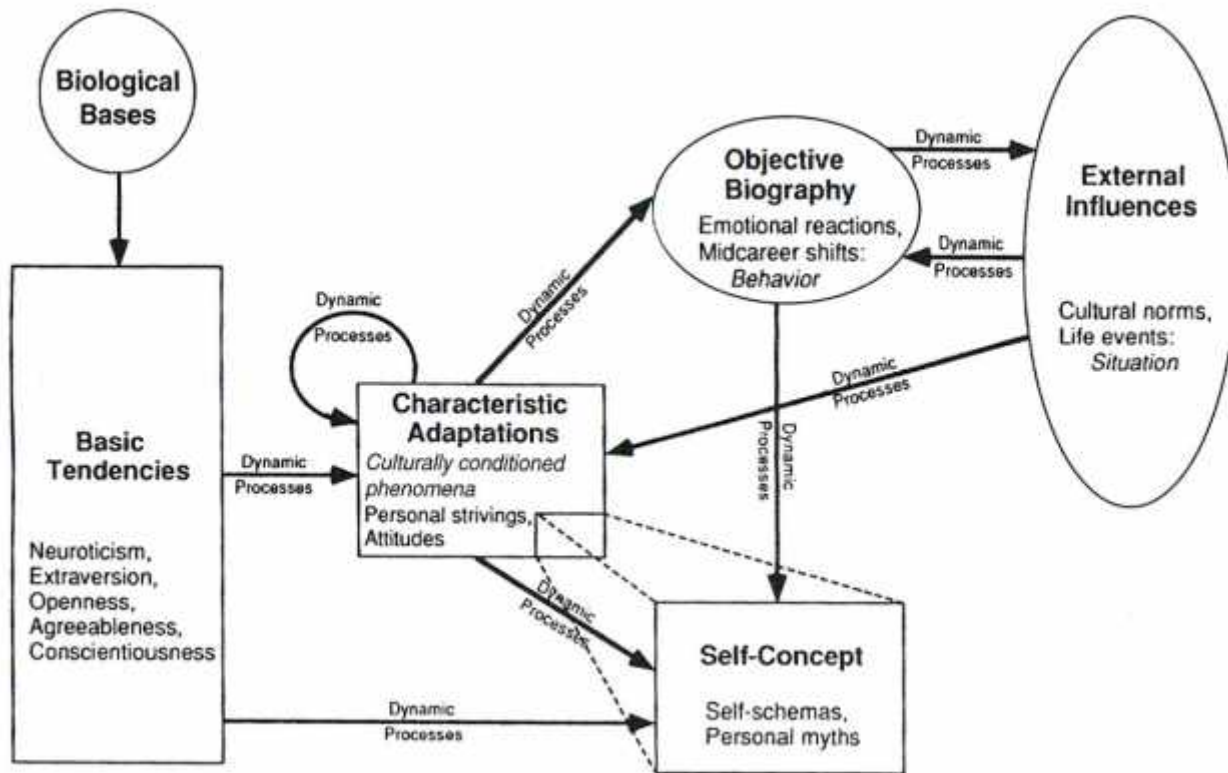 Biological
Bases
Basic
Tendencies
Neuroticism,
Extraversion,
Openness,
Agreeableness,
Conscientiousness
Dynamic
Processes
Dynamic
Processes
Characteristic
Adaptations
Culturally conditioned
phenomena
Personal strivings,
Attitudes
Dynamic
Processes
Dynamic
Processes
Objective
Biography
Emotional reactions,
Midcareer shifts:
Behavior
Dynamic
Processes
Dynamic
Processes
External
Influences
Cultural norms,
Life events:
Situation
Dynamic
Processes
Dynamic
Processes
Dynamic
Processes
Dynamic
Processes
Self-Concept
Self-schemas,
Personal myths